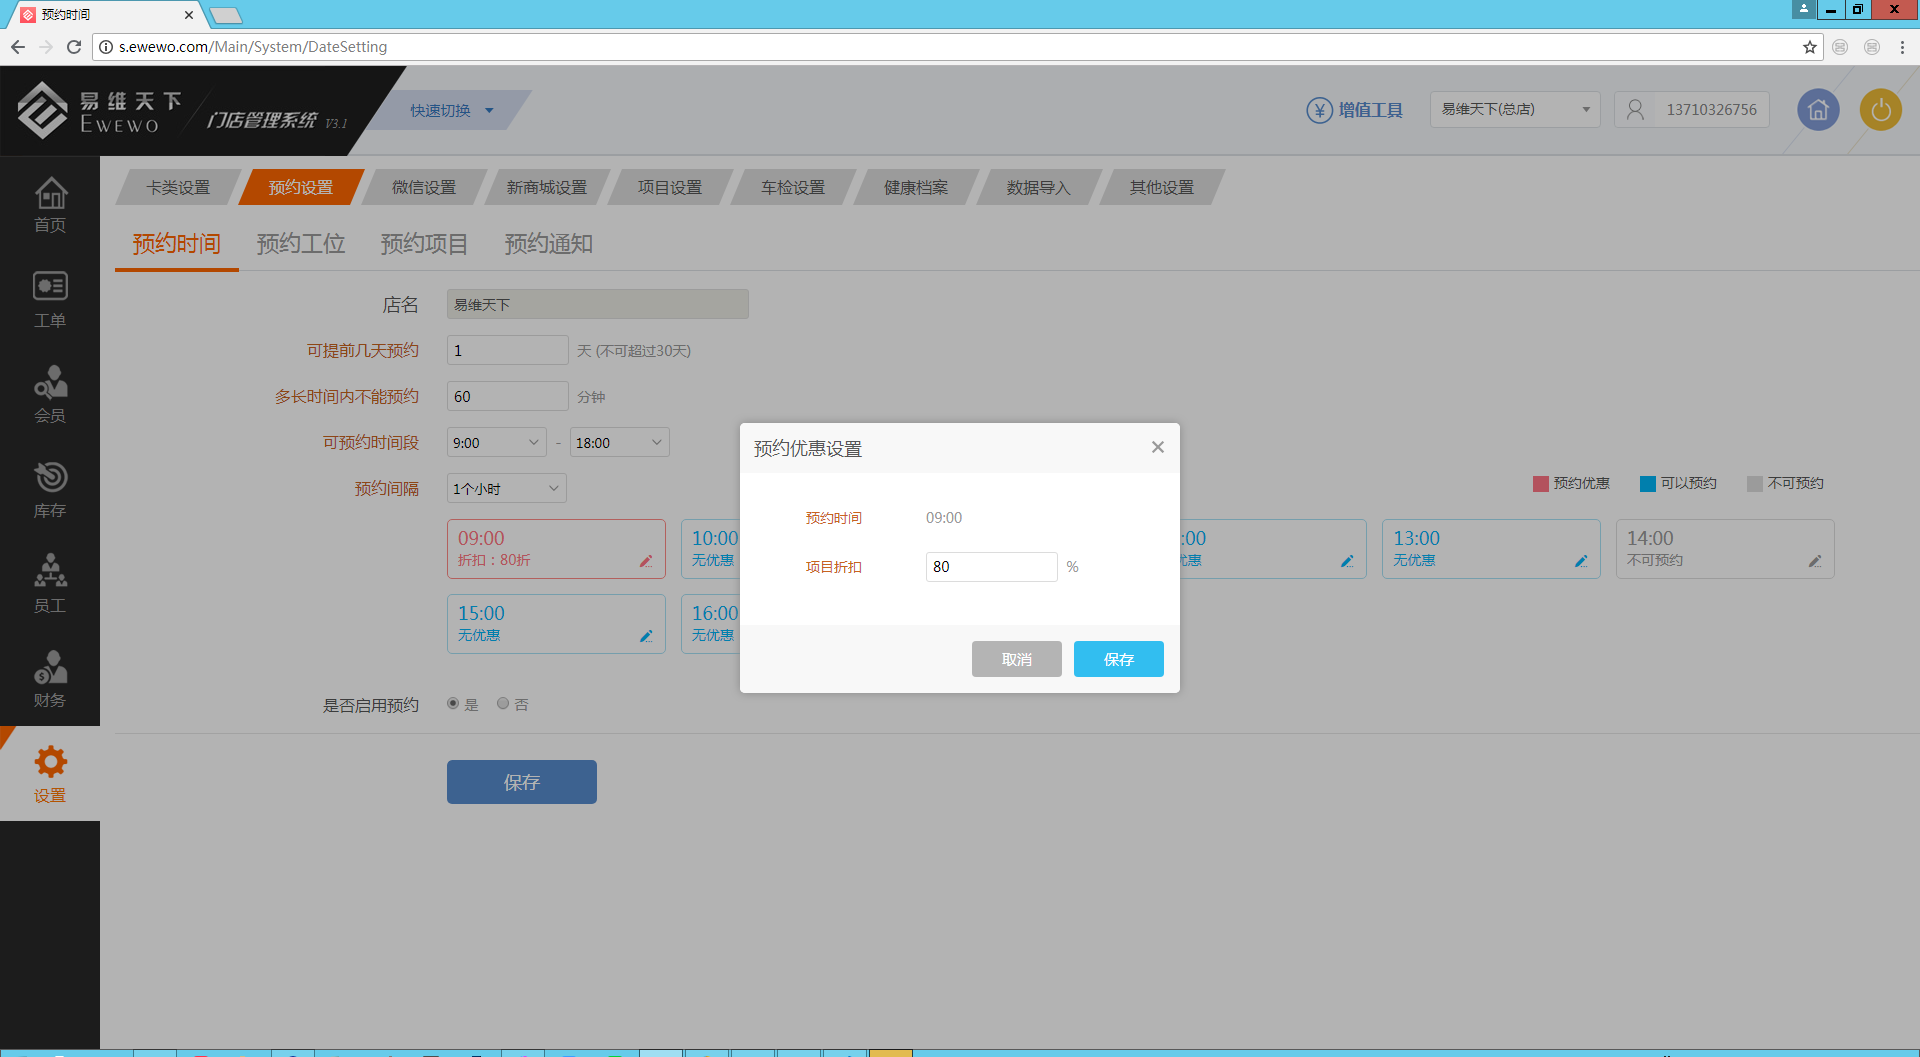 预约时间
s.ewewo.com/Main/System/DateSetting
易维天下
EWEWO
门店管理系统 V3.1
快速切换
¥ 增值工具
易维天下(总店)
13710326756
首页
工单
会员
库存
员工
财务
设置
卡类设置 预约设置 微信设置 新商城设置 项目设置 车检设置 健康档案 数据导入 其他设置
预约时间 预约工位 预约项目 预约通知
店名 易维天下
可提前几天预约 1 天 (不可超过30天)
多长时间内不能预约 60 分钟
可预约时间段 9:00 - 18:00
预约间隔 1个小时
预约优惠 可以预约 不可预约
09:00
折扣：80折
10:00
无优惠
:00
优惠
13:00
无优惠
14:00
不可预约
15:00
无优惠
16:00
无优惠
是否启用预约 是 否
保存
预约优惠设置
预约时间 09:00
项目折扣 80 %
取消 保存